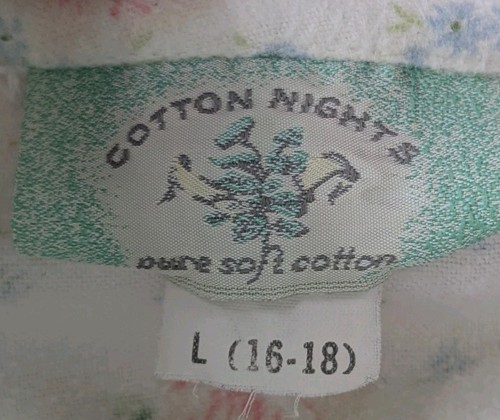 COTTON NIGHTS
pure soft cotton
L (16-18)